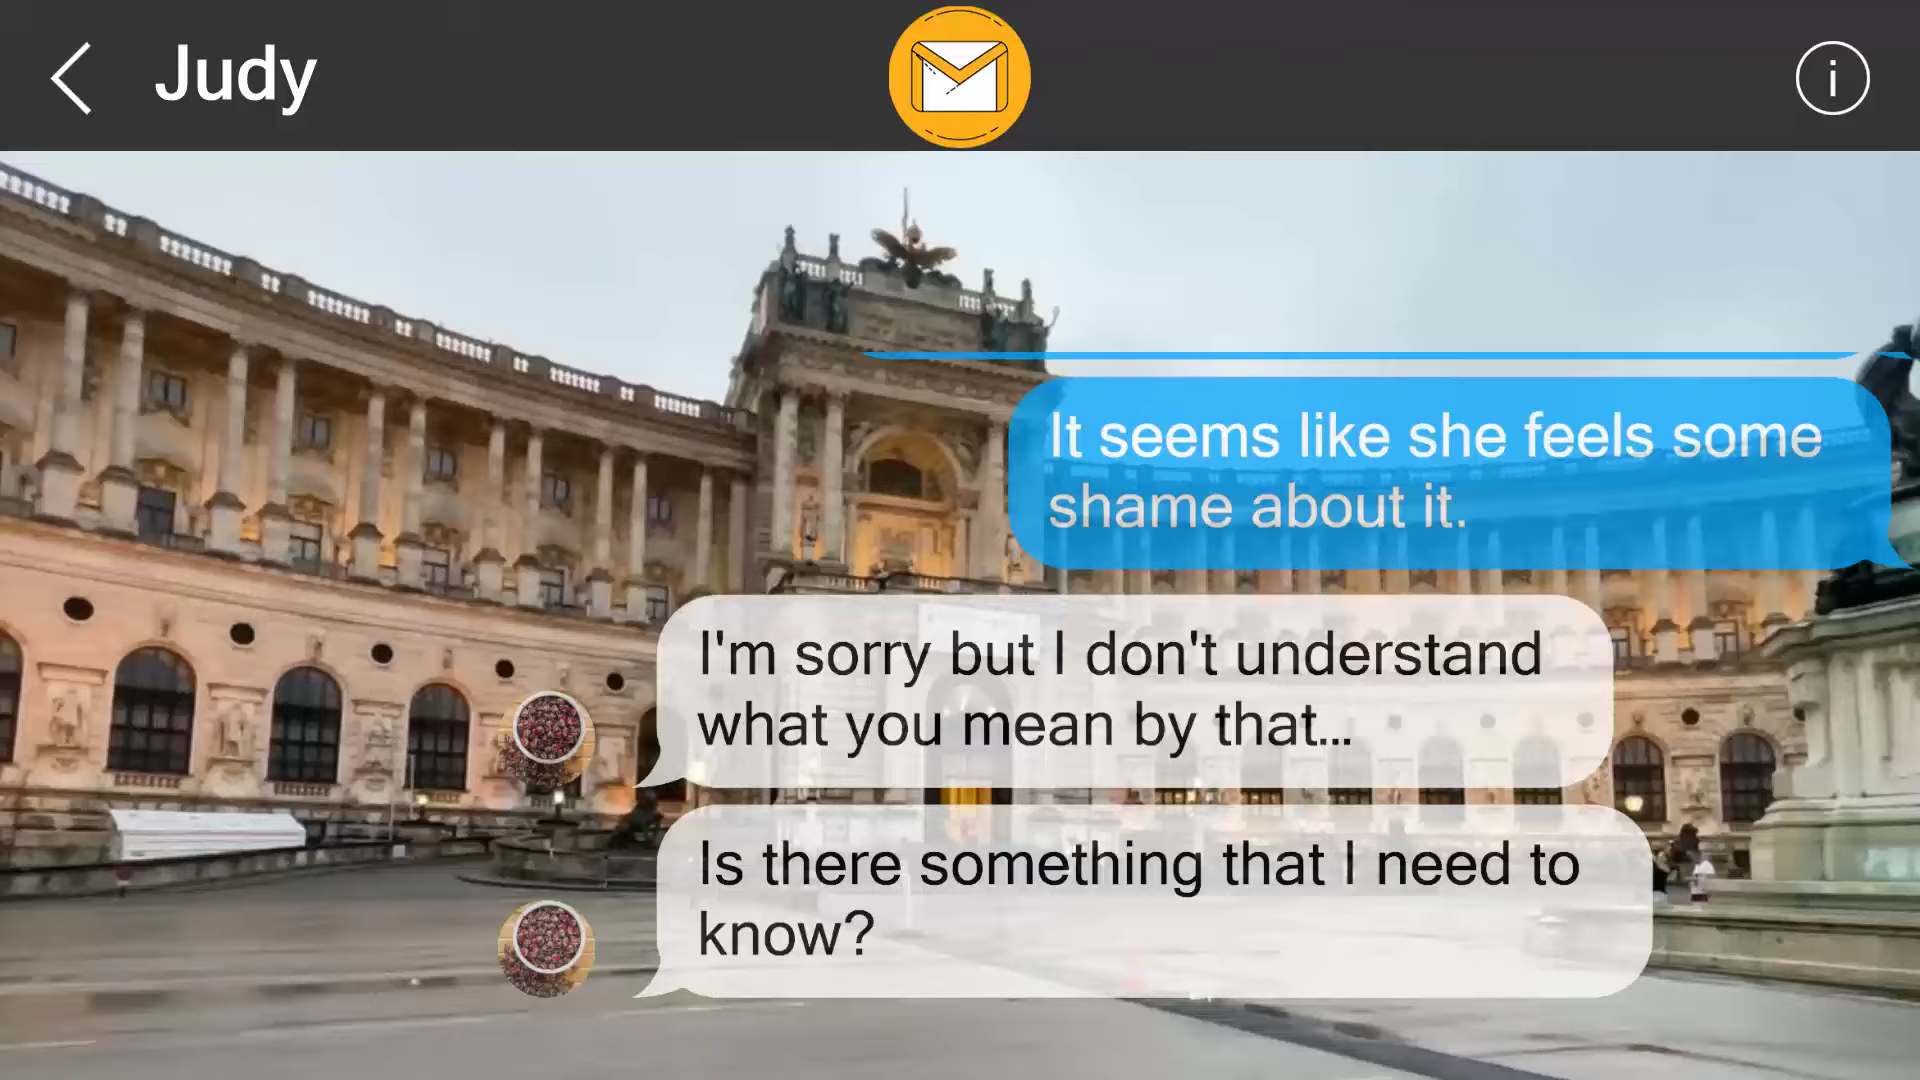 Judy
It seems like she feels some
shame about it.
I'm sorry but I don't understand
what you mean by that...
Is there something that I need to
know?